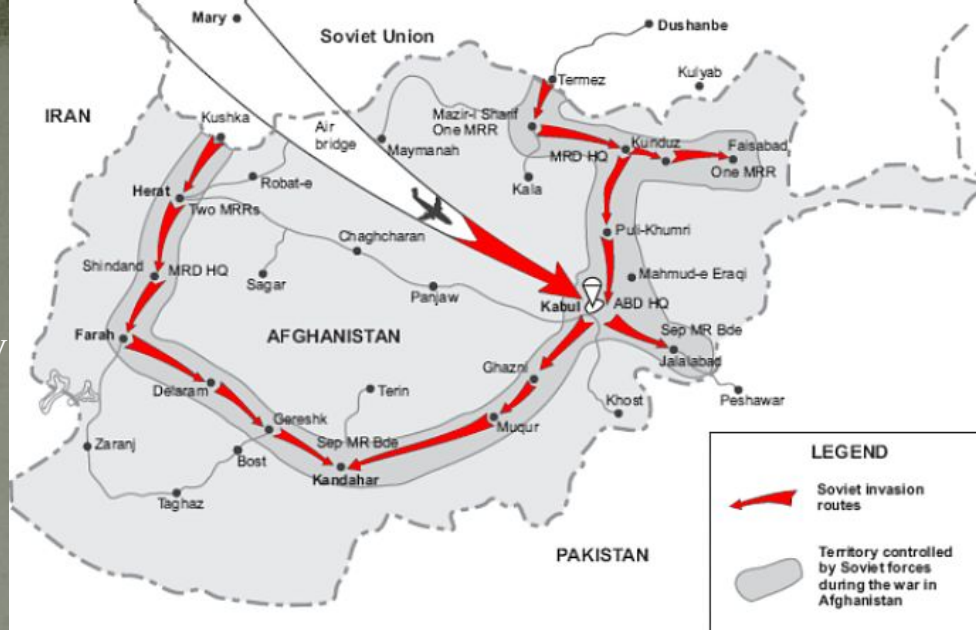 Mary
Soviet Union
Dushanbe
Termez
Kulyab
IRAN
Kushka
Air
bridge
Maymanah
Mazir-i Sharif
One MRR
MRD HQ
Kunduz
Faisabad
One MRR
Kala
Robat-e
Herat
Two MRRs
Puli-Khumri
Chaghcharan
Shindand
MRD HQ
Sagar
Panjaw
Mahmud-e Eraqi
Kabul
ABD HQ
Farah
AFGHANISTAN
Sep MR Bde
Jalalabad
Ghazni
Delaram
Terin
Khost
Peshawar
Gereshk
Muqur
Sep MR Bde
Zaranj
Bost
Kandahar
Taghaz
PAKISTAN
LEGEND
Soviet invasion
routes
Territory controlled
by Soviet forces
during the war in
Afghanistan